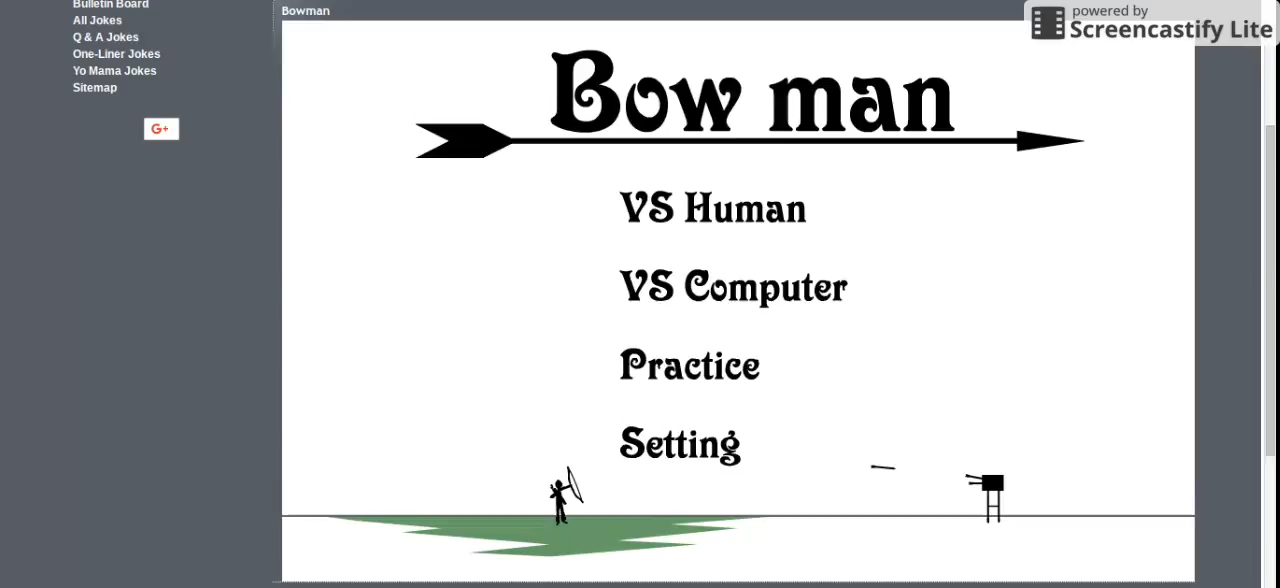 Bulletin Board
All Jokes
Q & A Jokes
One-Liner Jokes
Yo Mama Jokes
Sitemap
G+
Bowman
powered by
Screencastify Lite
Bow man
VS Human
VS Computer
Practice
Setting